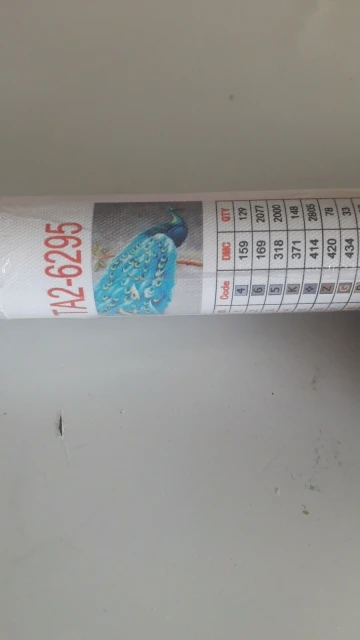 TA2-6295
Code DMC QTY
4 159 129
6 169 2077
5 318 2000
K 371 148
414 2805
Z 420 78
434 33